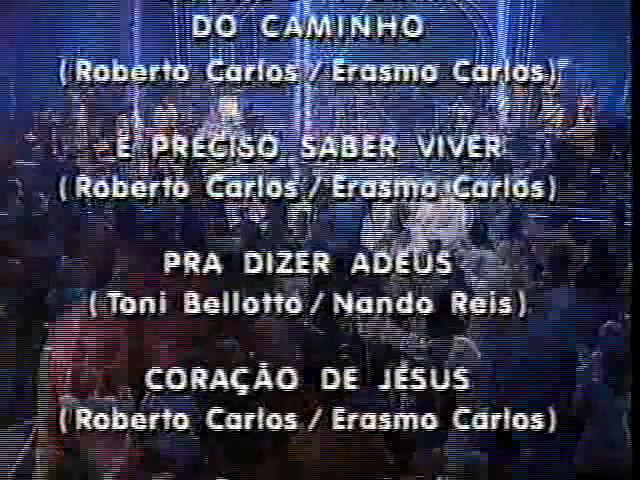 DO CAMINHO
(Roberto Carlos / Erasmo Carlos)
É PRECISO SABER VIVER
(Roberto Carlos / Erasmo Carlos)
PRA DIZER ADEUS
(Toni Bellotto / Nando Reis)
CORAÇÃO DE JESUS
(Roberto Carlos / Erasmo Carlos)